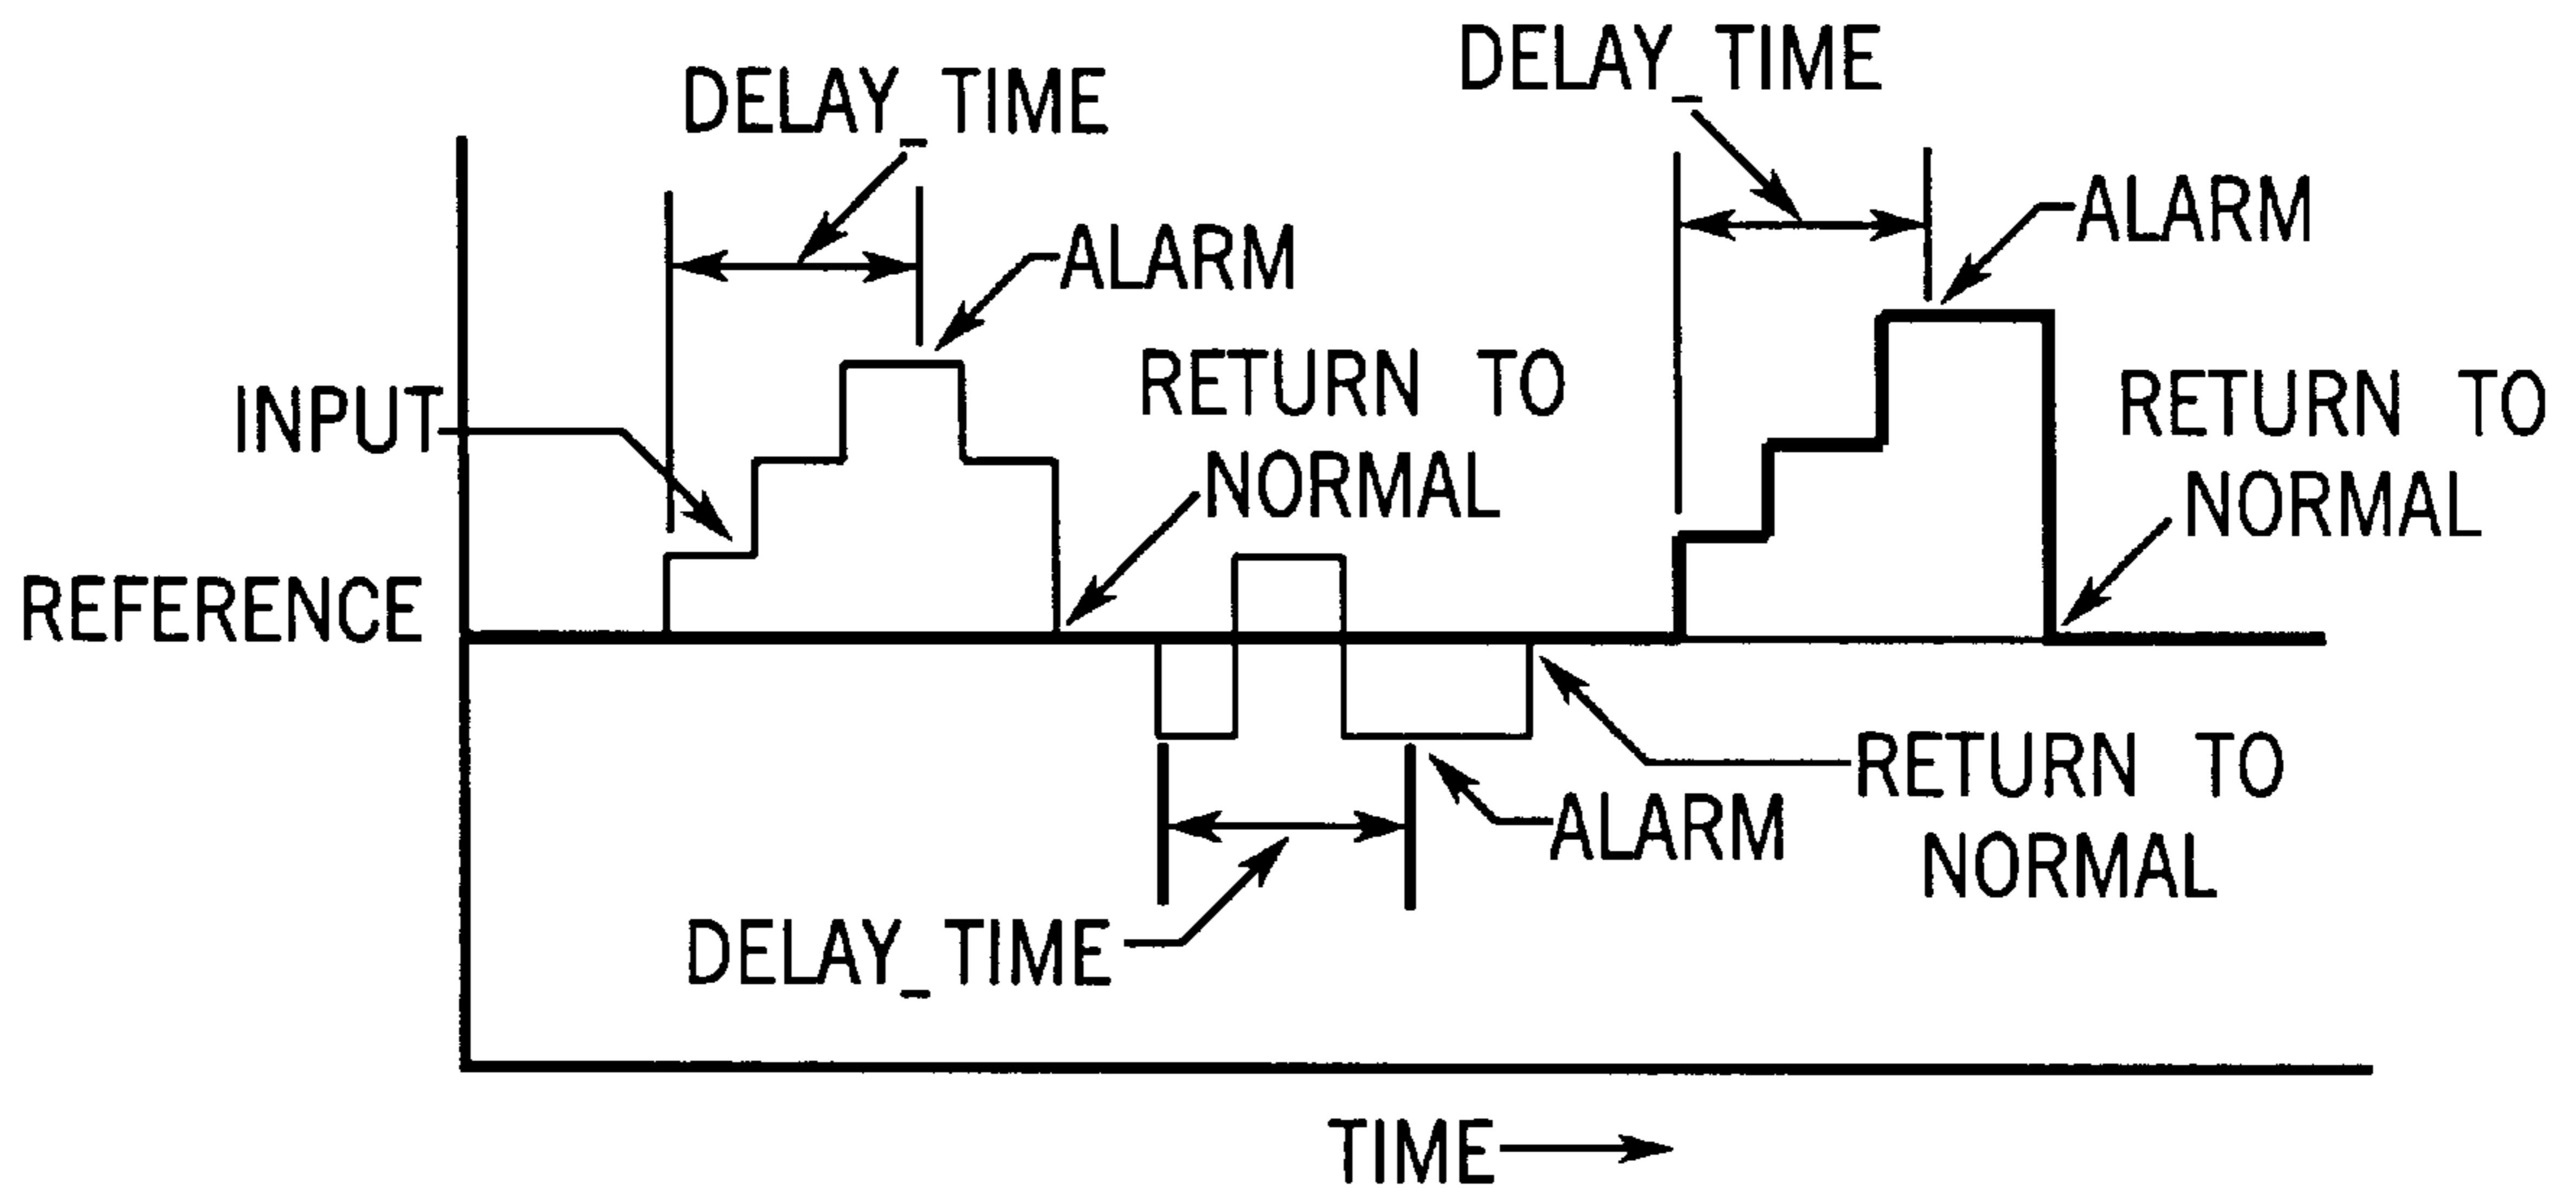 DELAY_TIME
DELAY_TIME
ALARM
ALARM
RETURN TO
NORMAL
INPUT
RETURN TO
NORMAL
REFERENCE
RETURN TO
NORMAL
ALARM
DELAY_TIME
TIME